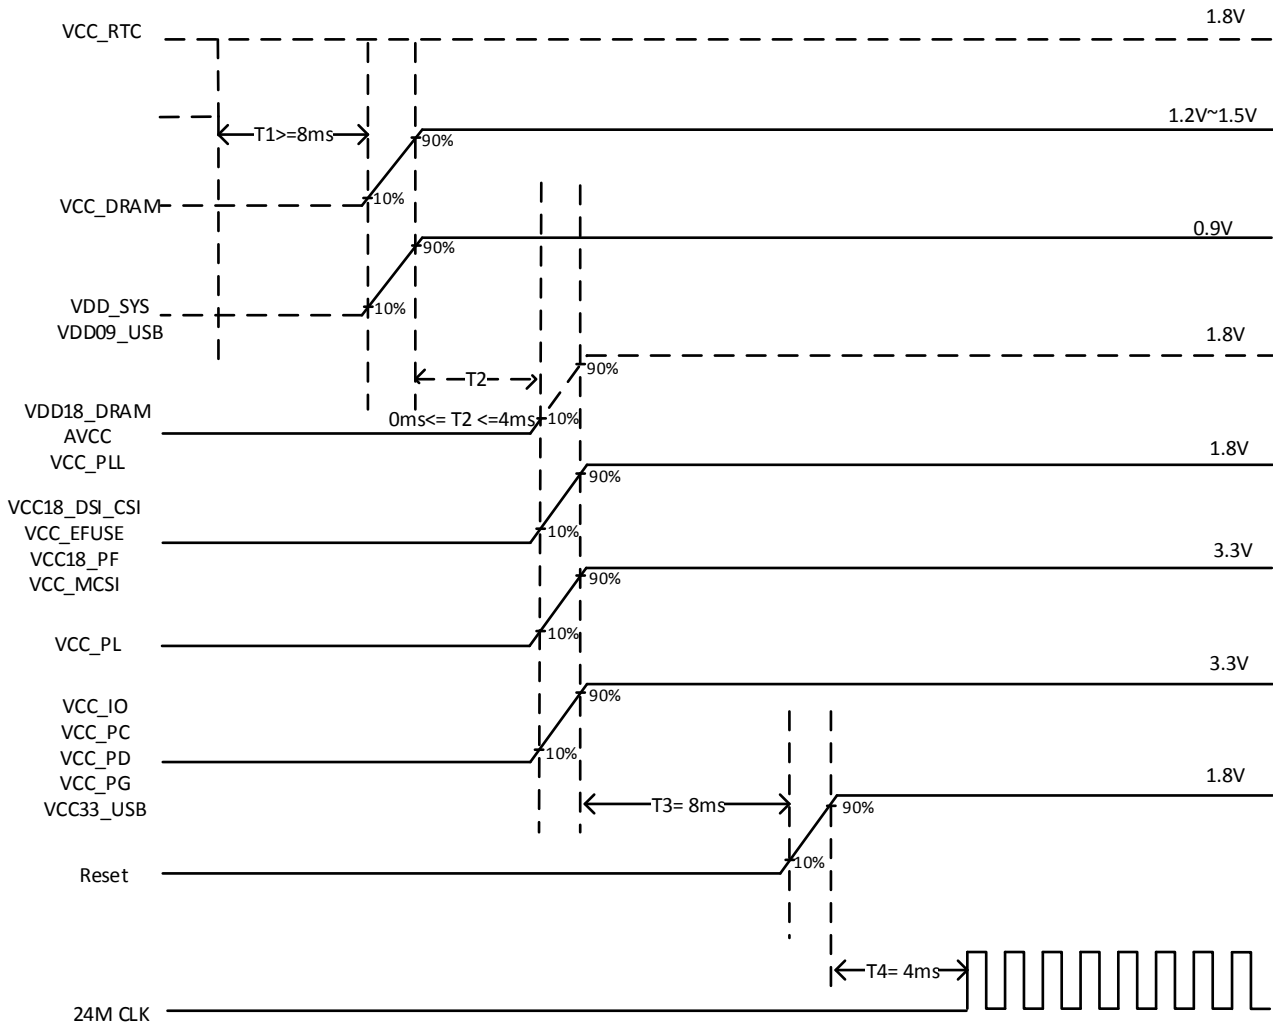 1.8V
VCC_RTC
1.2V~1.5V
T1>=8ms
90%
10%
VCC_DRAM
0.9V
90%
VDD_SYS
10%
VDD09_USB
1.8V
90%
T2
VDD18_DRAM
0ms<= T2 <=4ms
10%
AVCC
VCC_PLL
1.8V
90%
VCC18_DSI_CSI
VCC_EFUSE
10%
VCC18_PF
VCC_MCSI
3.3V
90%
10%
VCC_PL
3.3V
90%
VCC_IO
VCC_PC
VCC_PD
10%
VCC_PG
VCC33_USB
1.8V
T3= 8ms
90%
10%
Reset
T4= 4ms
24M CLK